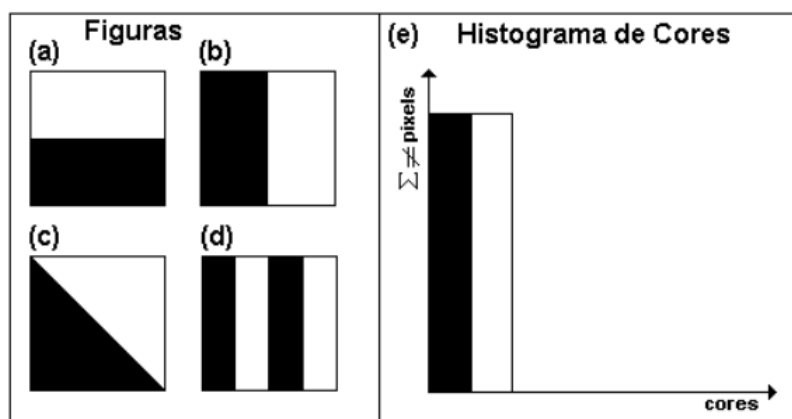 Figuras
(a)
(b)
(c)
(d)
(e) Histograma de Cores
∑ ≠ pixels
cores